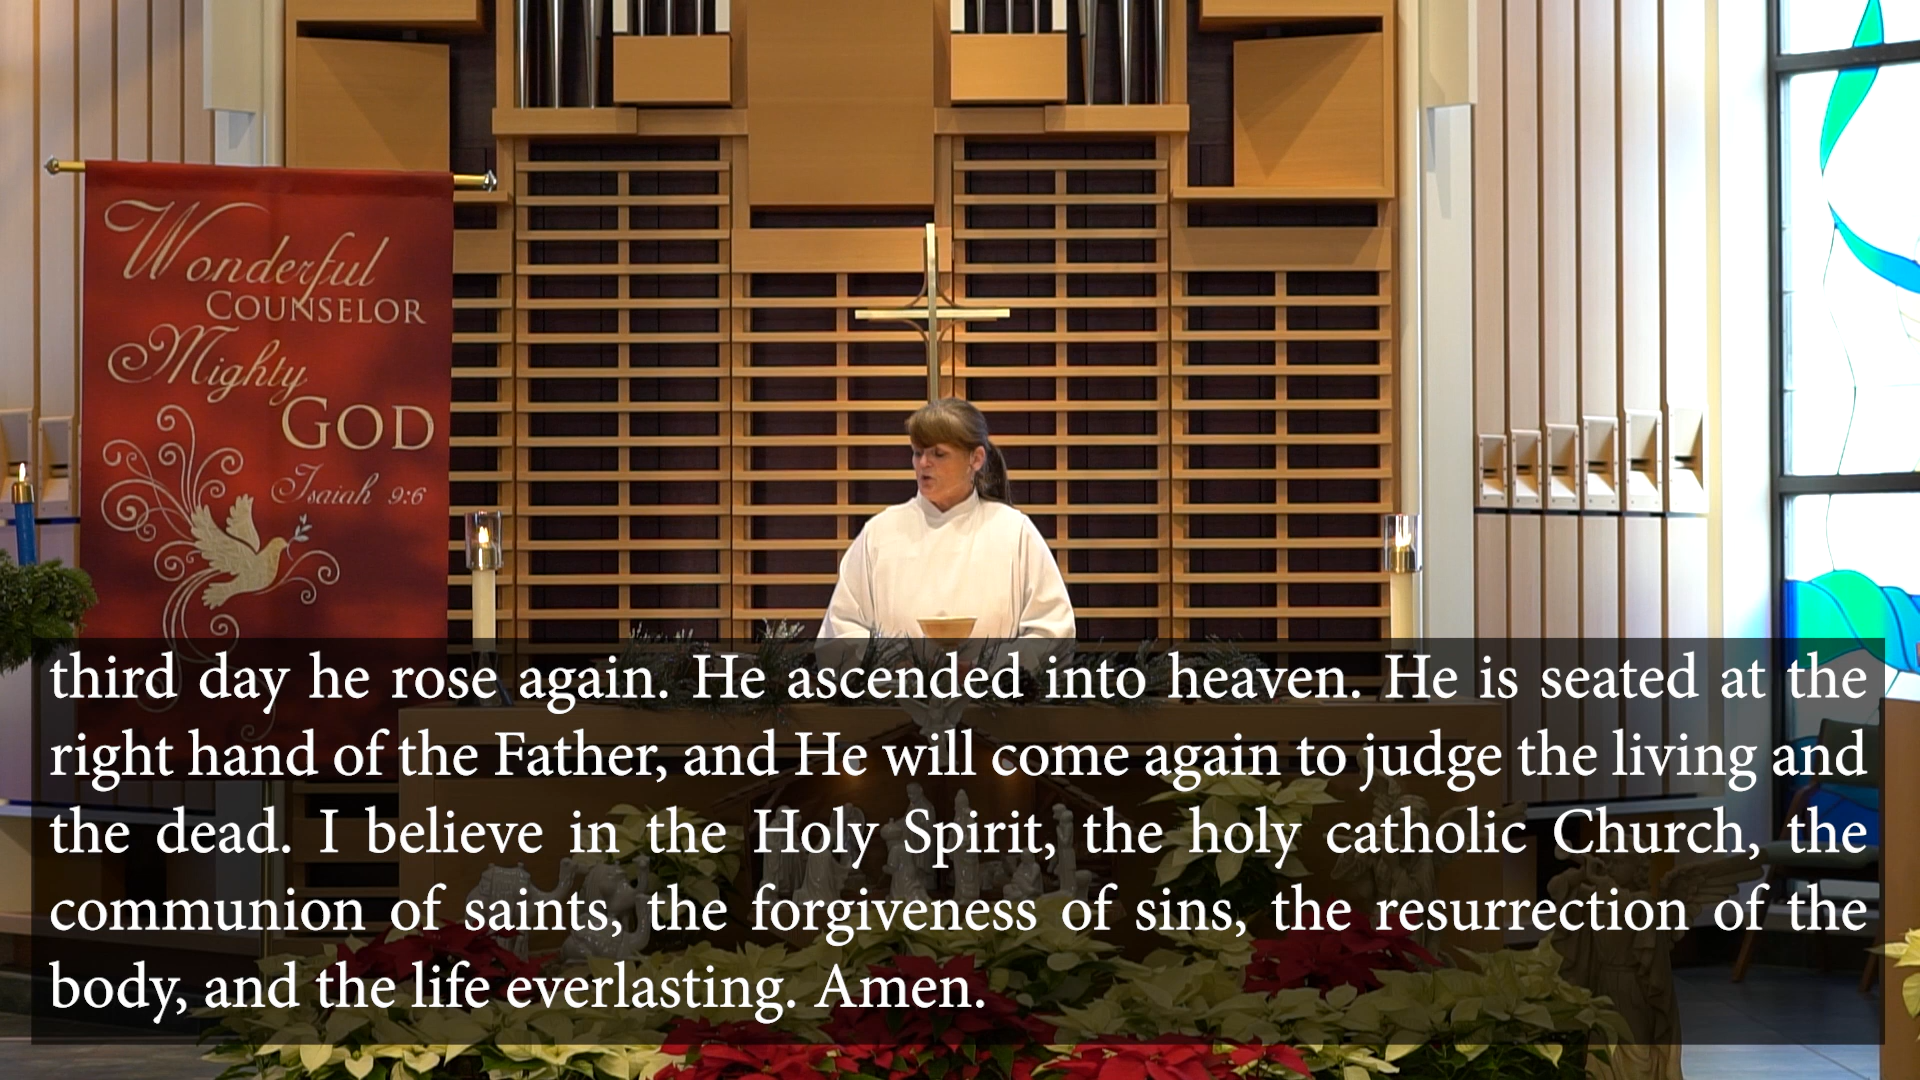 Wonderful
COUNSELOR
Mighty
GOD
Isaiah 9:6
third day he rose again. He ascended into heaven. He is seated at the
right hand of the Father, and He will come again to judge the living and
the dead. I believe in the Holy Spirit, the holy catholic Church, the
communion of saints, the forgiveness of sins, the resurrection of the
body, and the life everlasting. Amen.